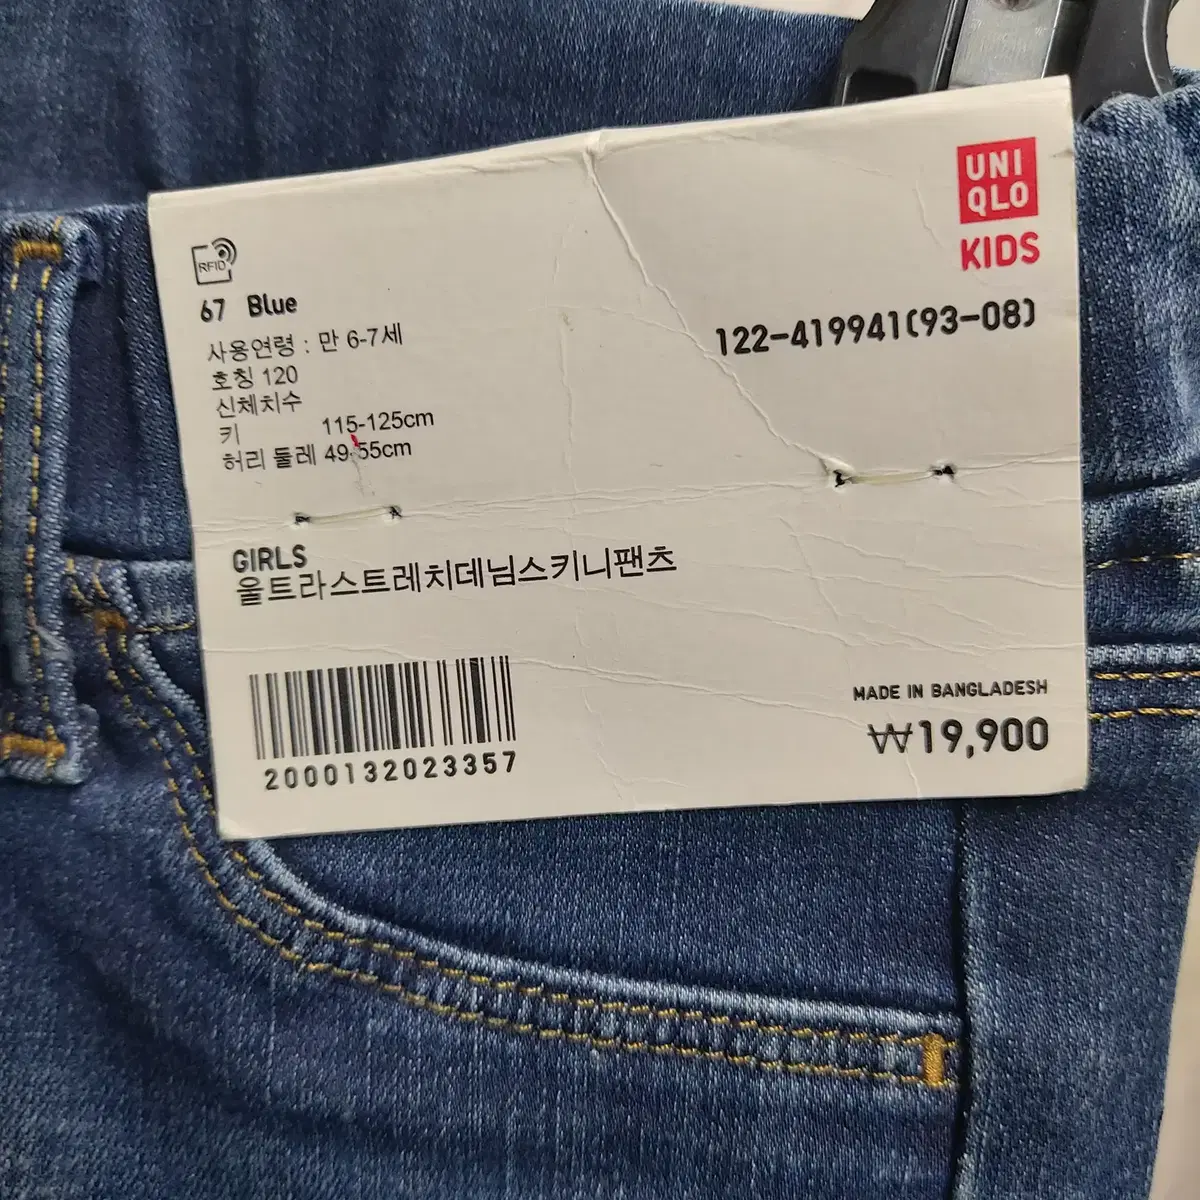 UNI
QLO
KIDS
RFID
67 Blue
122-419941(93-08)
사용연령 : 만 6-7세
호칭 120
신체치수
키 115-125cm
허리 둘레 49-55cm
GIRLS
울트라스트레치데님스키니팬츠
2000132023357
MADE IN BANGLADESH
₩19,900